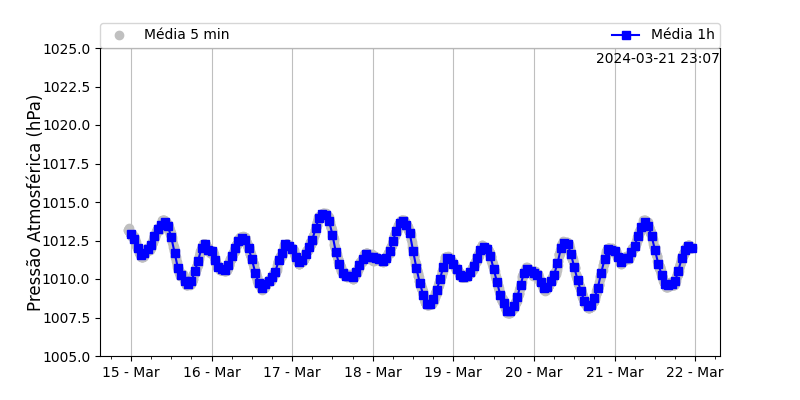 Média 5 min
Média 1h
2024-03-21 23:07
Pressão Atmosférica (hPa)
1025.0
1022.5
1020.0
1017.5
1015.0
1012.5
1010.0
1007.5
1005.0
15 - Mar
16 - Mar
17 - Mar
18 - Mar
19 - Mar
20 - Mar
21 - Mar
22 - Mar